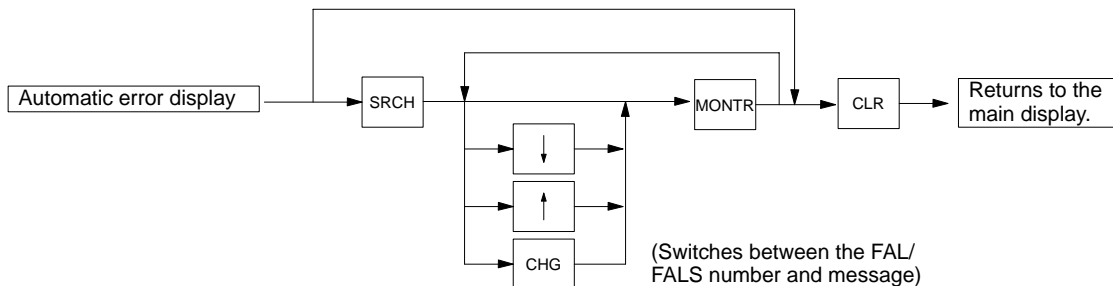 Automatic error display
SRCH
MONTR
CLR
Returns to the
main display.
↓
↑
CHG
(Switches between the FAL/
FALS number and message)